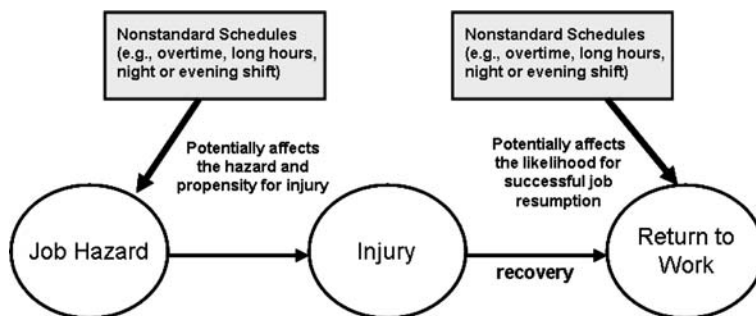 Nonstandard Schedules
(e.g., overtime, long hours,
night or evening shift)
Nonstandard Schedules
(e.g., overtime, long hours,
night or evening shift)
Potentially affects
the hazard and
propensity for injury
Potentially affects
the likelihood for
successful job
resumption
Job Hazard
Injury
recovery
Return to
Work